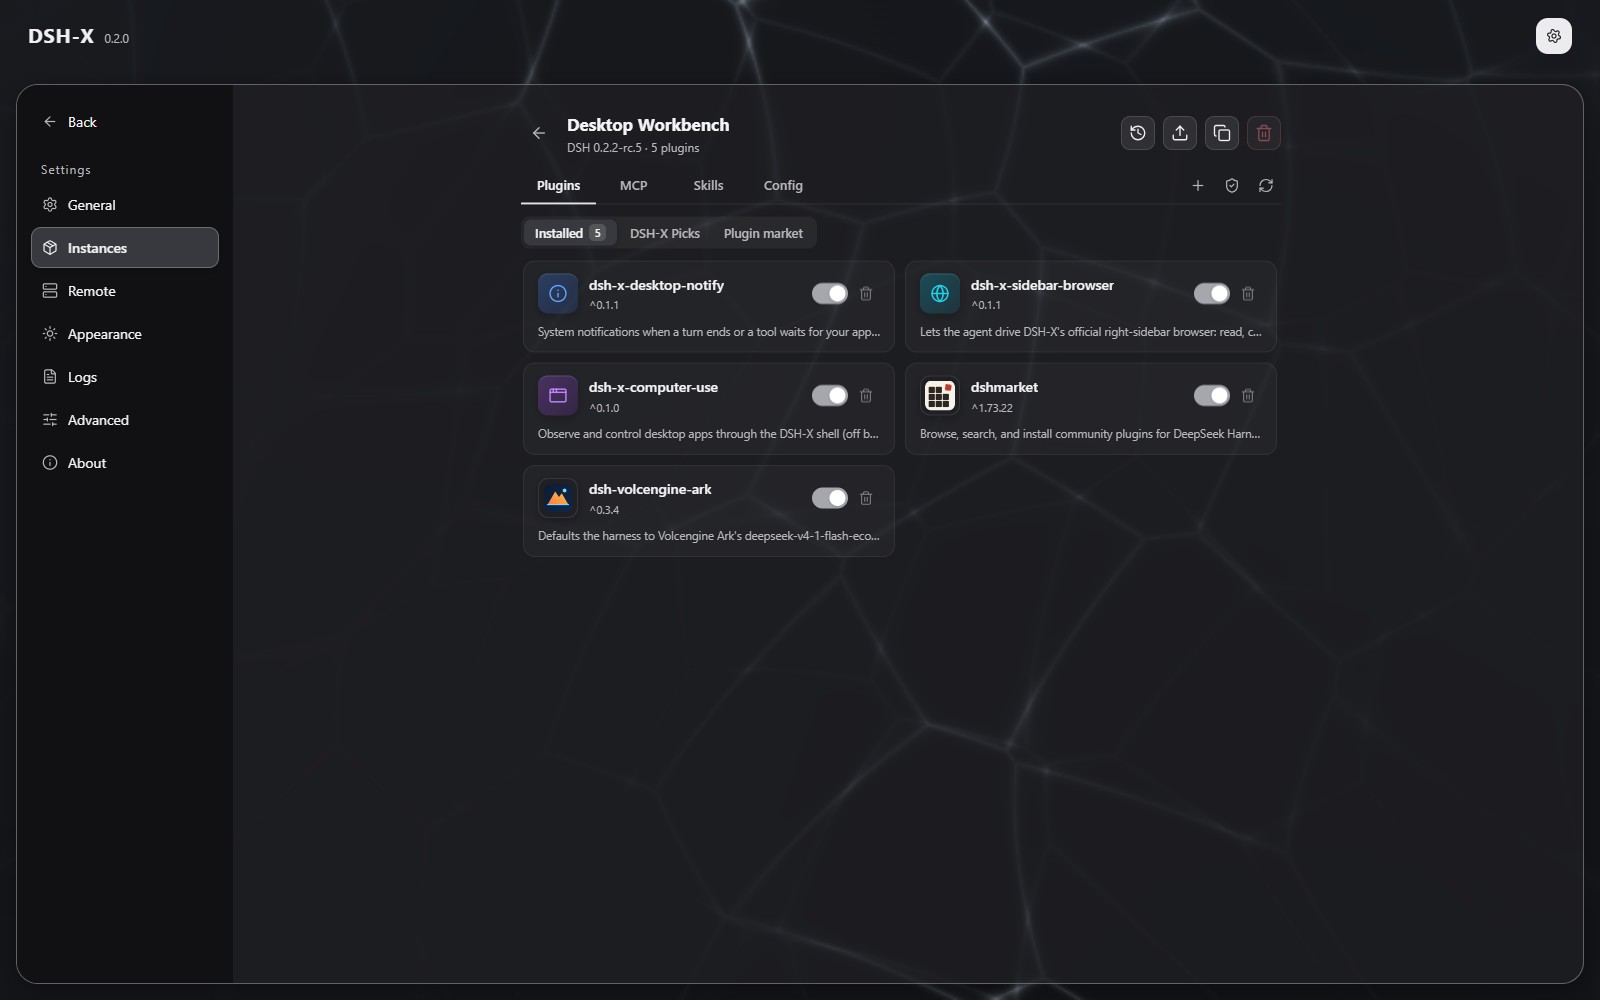 DSH-X 0.2.0
Back
Settings
General
Instances
Remote
Appearance
Logs
Advanced
About
Desktop Workbench
DSH 0.2.2-rc.5 · 5 plugins
Plugins MCP Skills Config
Installed 5 DSH-X Picks Plugin market
dsh-x-desktop-notify
^0.1.1
System notifications when a turn ends or a tool waits for your app...
dsh-x-sidebar-browser
^0.1.1
Lets the agent drive DSH-X's official right-sidebar browser: read, c...
dsh-x-computer-use
^0.1.0
Observe and control desktop apps through the DSH-X shell (off b...
dshmarket
^1.73.22
Browse, search, and install community plugins for DeepSeek Harn...
dsh-volcengine-ark
^0.3.4
Defaults the harness to Volcengine Ark's deepseek-v4-1-flash-eco...